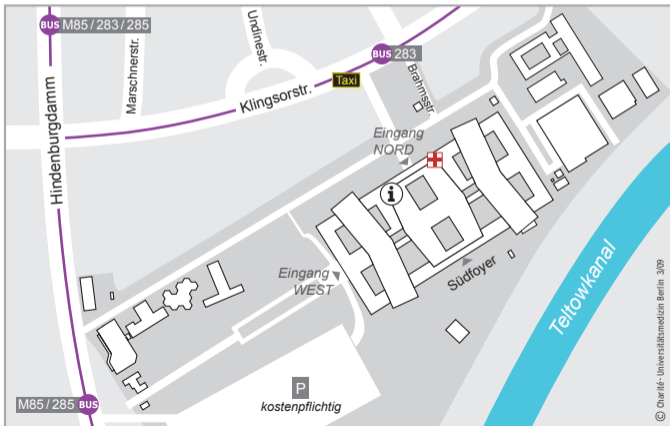 BUS M85 / 283 / 285
Undinestr.
Marschnerstr.
BUS 283
Taxi
Brahmsstr.
Klingsorstr.
Hindenburgdamm
Eingang
NORD
i
Eingang
WEST
Südfoyer
Teltowkanal
P
kostenpflichtig
M85 / 285 BUS
© Charité - Universitätsmedizin Berlin 3/09